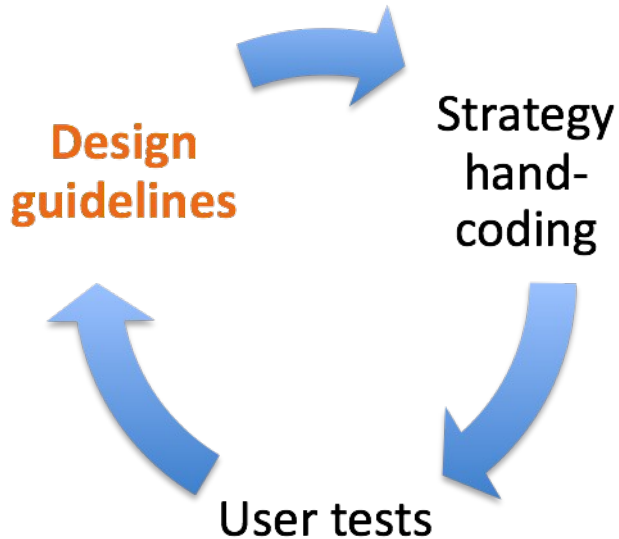 Design
guidelines
Strategy
hand-
coding
User tests